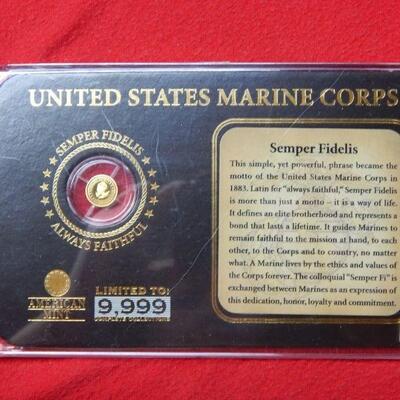 UNITED STATES MARINE CORPS
SEMPER FIDELIS
ALWAYS FAITHFUL
AMERICAN
MINT
LIMITED TO:
9,999
COMPLETE COLLECTIONS
Semper Fidelis
This simple, yet powerful, phrase became the
motto of the United States Marine Corps in
1883. Latin for "always faithful," Semper Fidelis
is more than just a motto – it is a way of life.
It defines an elite brotherhood and represents a
bond that lasts a lifetime. It guides Marines to
remain faithful to the mission at hand, to each
other, to the Corps and to country, no matter
what. A Marine lives by the ethics and values of
the Corps forever. The colloquial "Semper Fi" is
exchanged between Marines as an expression of
this dedication, honor, loyalty and commitment.